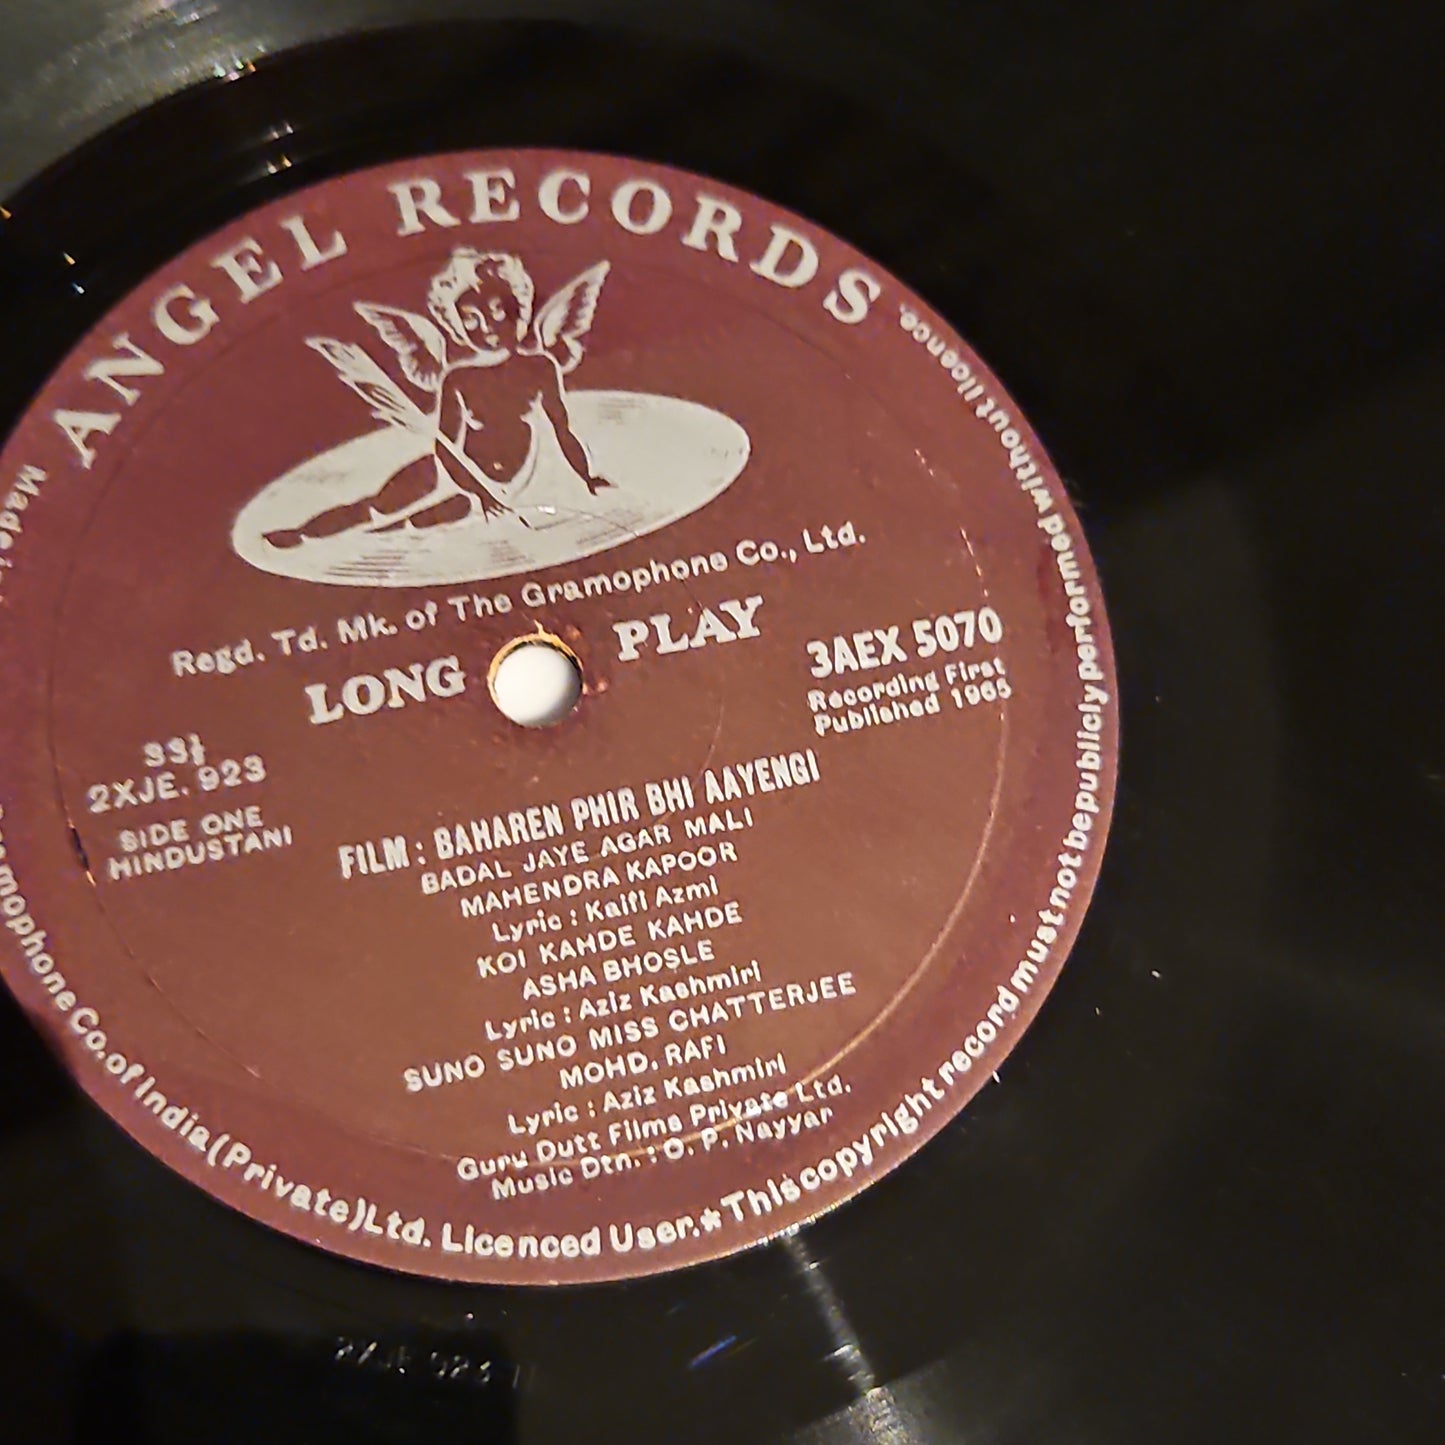 ANGEL RECORDS
Regd. Td. Mk. of The Gramophone Co., Ltd.
LONG PLAY
3AEX 5070
Recording First
Published 1965
33⅓
2XJE. 923
SIDE ONE
HINDUSTANI
FILM : BAHAREN PHIR BHI AAYENGI
BADAL JAYE AGAR MALI
MAHENDRA KAPOOR
Lyric : Kaifi Azmi
KOI KAHDE KAHDE
ASHA BHOSLE
Lyric : Aziz Kashmiri
SUNO SUNO MISS CHATTERJEE
MOHD. RAFI
Lyric : Aziz Kashmiri
Guru Dutt Films Private Ltd.
Music Dtn. : O. P. Nayyar
Made
mophone Co. of India (Private) Ltd. Licenced User. * This copyright record must not be publicly performed without licence.
2XJE 923